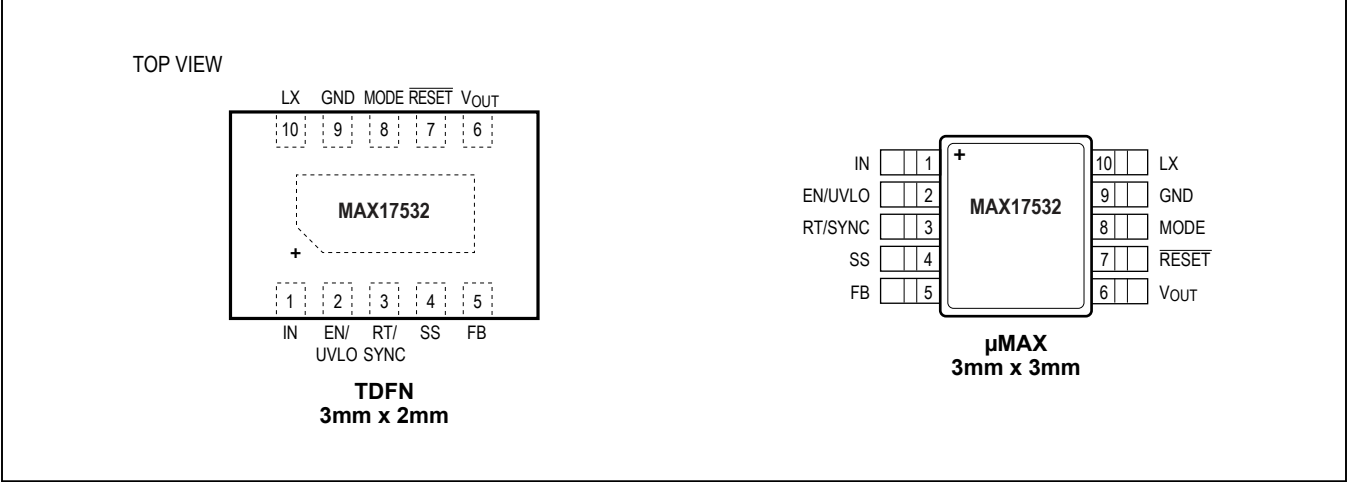 TOP VIEW
LX GND MODE RESET VOUT
10 9 8 7 6
MAX17532
+
1 2 3 4 5
IN EN/UVLO RT/SYNC SS FB
TDFN
3mm x 2mm
+
MAX17532
IN 1 10 LX
EN/UVLO 2 9 GND
RT/SYNC 3 8 MODE
SS 4 7 RESET
FB 5 6 VOUT
µMAX
3mm x 3mm